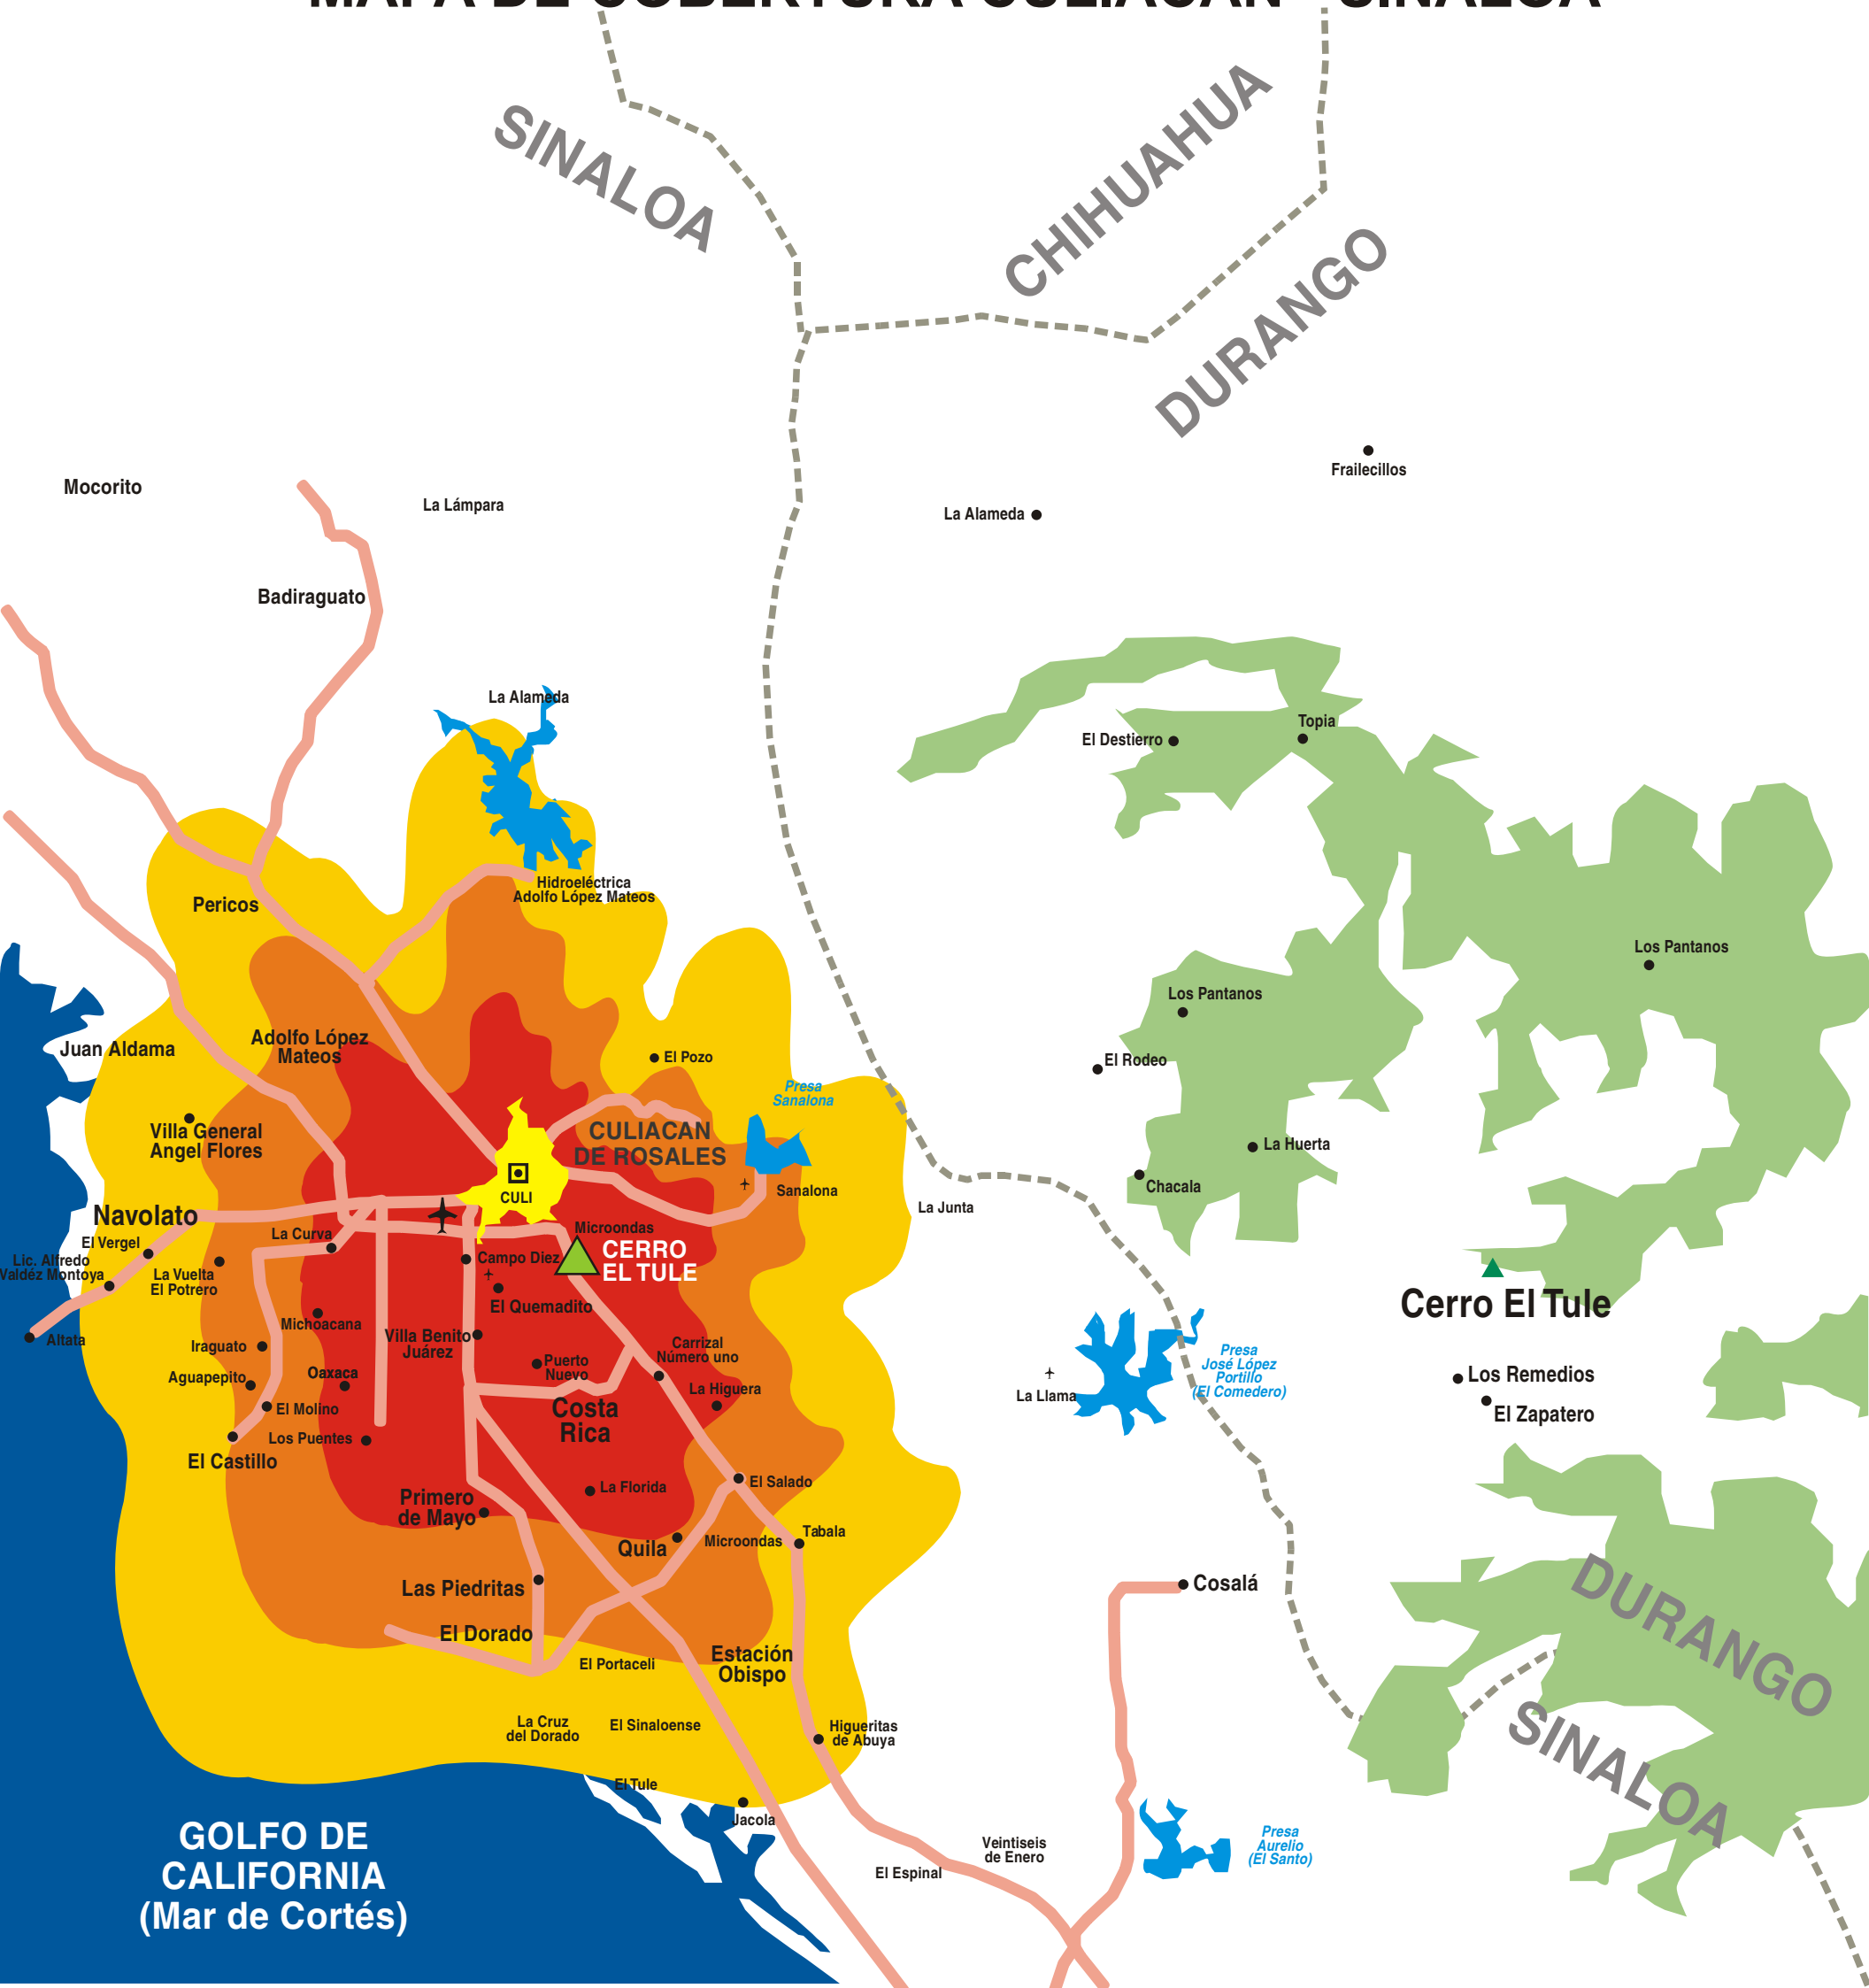 MAPA DE COBERTURA CULIACAN - SINALOA
SINALOA
CHIHUAHUA
DURANGO
Frailecillos
Mocorito
La Lámpara
La Alameda
Badiraguato
La Alameda
Topia
El Destierro
Hidroeléctrica
Adolfo López Mateos
Pericos
Los Pantanos
Los Pantanos
Adolfo López
Mateos
Juan Aldama
El Pozo
El Rodeo
Presa
Sanalona
Villa General
Angel Flores
CULIACAN
DE ROSALES
La Huerta
Chacala
CULI
Sanalona
La Junta
Navolato
Microondas
La Curva
El Vergel
Lic. Alfredo
Valdéz Montoya
La Vuelta
El Potrero
Campo Diez
CERRO
EL TULE
El Quemadito
Cerro El Tule
Michoacana
Altata
Iraguato
Villa Benito
Juárez
Carrizal
Número uno
Puerto
Nuevo
Presa
José López
Portillo
(El Comedero)
Aguapepito
Oaxaca
La Higuera
La Llama
Los Remedios
El Zapatero
El Molino
Costa
Rica
Los Puentes
El Castillo
El Salado
La Florida
Primero
de Mayo
Tabala
Microondas
Quila
Las Piedritas
Cosalá
DURANGO
El Dorado
El Portaceli
Estación
Obispo
La Cruz
del Dorado
El Sinaloense
Higueritas
de Abuya
SINALOA
El Tule
Jacola
GOLFO DE
CALIFORNIA
(Mar de Cortés)
Veintiseis
de Enero
El Espinal
Presa
Aurelio
(El Santo)